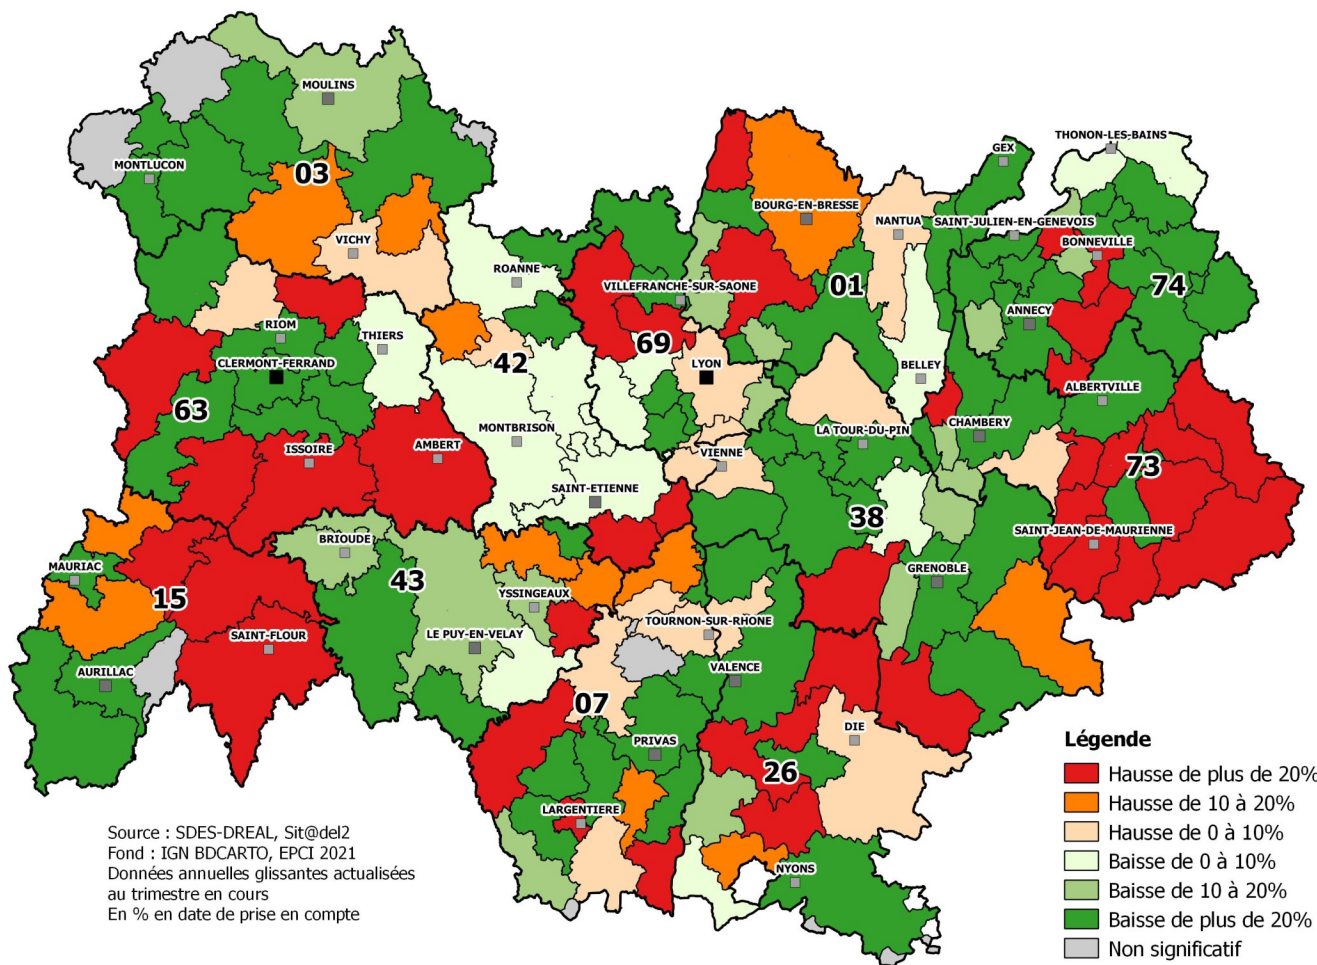 MOULINS
THONON-LES-BAINS
GEX
MONTLUCON
03
BOURG-EN-BRESSE
NANTUA
SAINT-JULIEN-EN-GENEVOIS
BONNEVILLE
VICHY
ROANNE
VILLEFRANCHE-SUR-SAONE
01
74
RIOM
THIERS
ANNECY
CLERMONT-FERRAND
42
69
LYON
BELLEY
ALBERTVILLE
63
MONTBRISON
LA TOUR-DU-PIN
CHAMBERY
ISSOIRE
AMBERT
VIENNE
73
SAINT-ETIENNE
38
SAINT-JEAN-DE-MAURIENNE
BRIOUDE
MAURIAC
GRENOBLE
15
43
YSSINGEAUX
SAINT-FLOUR
LE PUY-EN-VELAY
TOURNON-SUR-RHONE
AURILLAC
VALENCE
07
DIE
PRIVAS
26
LARGENTIERE
NYONS
Source : SDES-DREAL, Sit@del2
Fond : IGN BDCARTO, EPCI 2021
Données annuelles glissantes actualisées
au trimestre en cours
En % en date de prise en compte
Légende
Hausse de plus de 20%
Hausse de 10 à 20%
Hausse de 0 à 10%
Baisse de 0 à 10%
Baisse de 10 à 20%
Baisse de plus de 20%
Non significatif